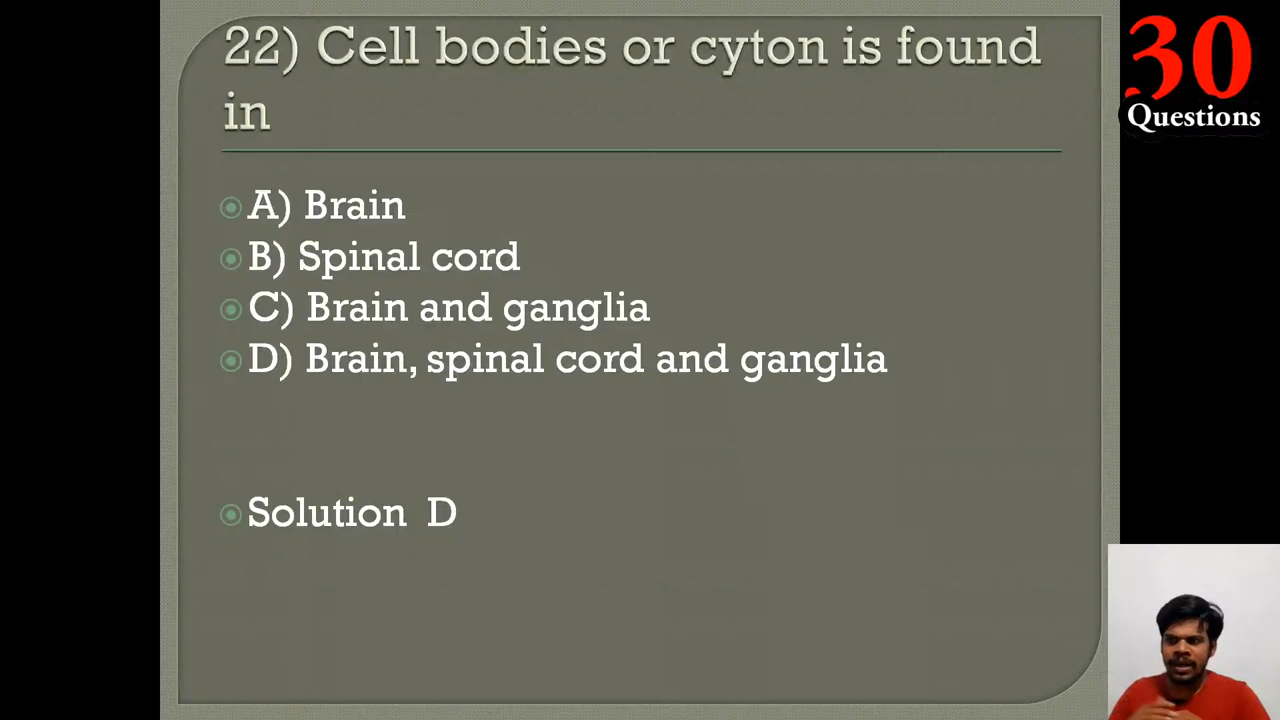 22) Cell bodies or cyton is found
in
A) Brain
B) Spinal cord
C) Brain and ganglia
D) Brain, spinal cord and ganglia
Solution D
30
Questions